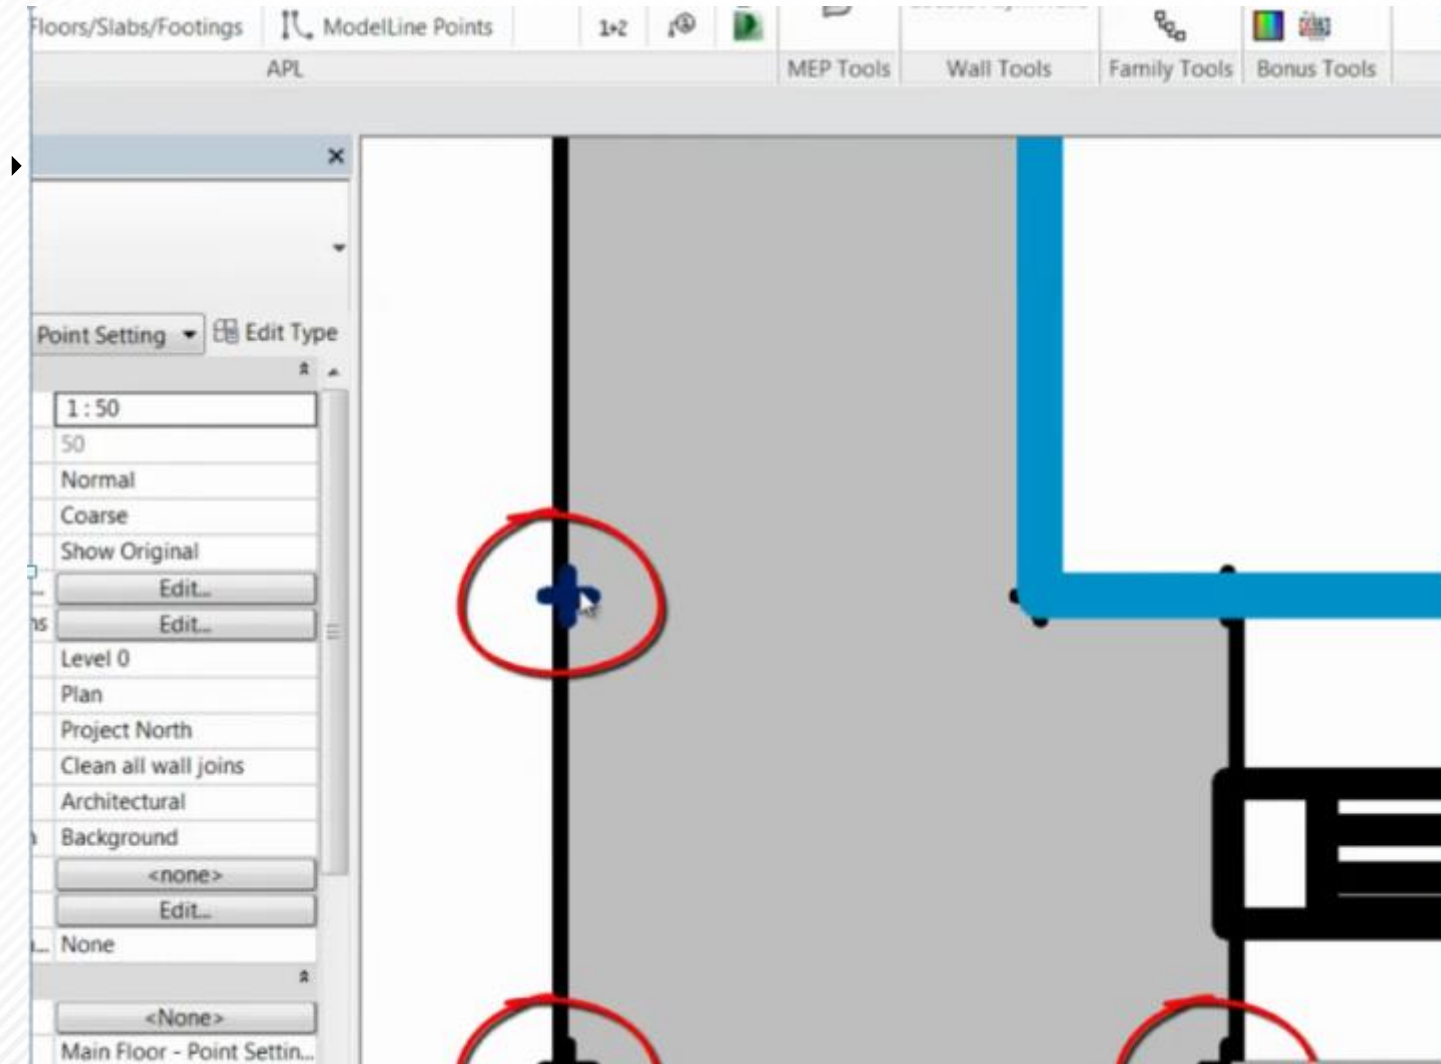 Floors/Slabs/Footings
ModelLine Points
1+2
APL
MEP Tools
Wall Tools
Family Tools
Bonus Tools
Point Setting
Edit Type
1 : 50
50
Normal
Coarse
Show Original
Edit...
Edit...
Level 0
Plan
Project North
Clean all wall joins
Architectural
Background
<none>
Edit...
None
<None>
Main Floor - Point Settin...